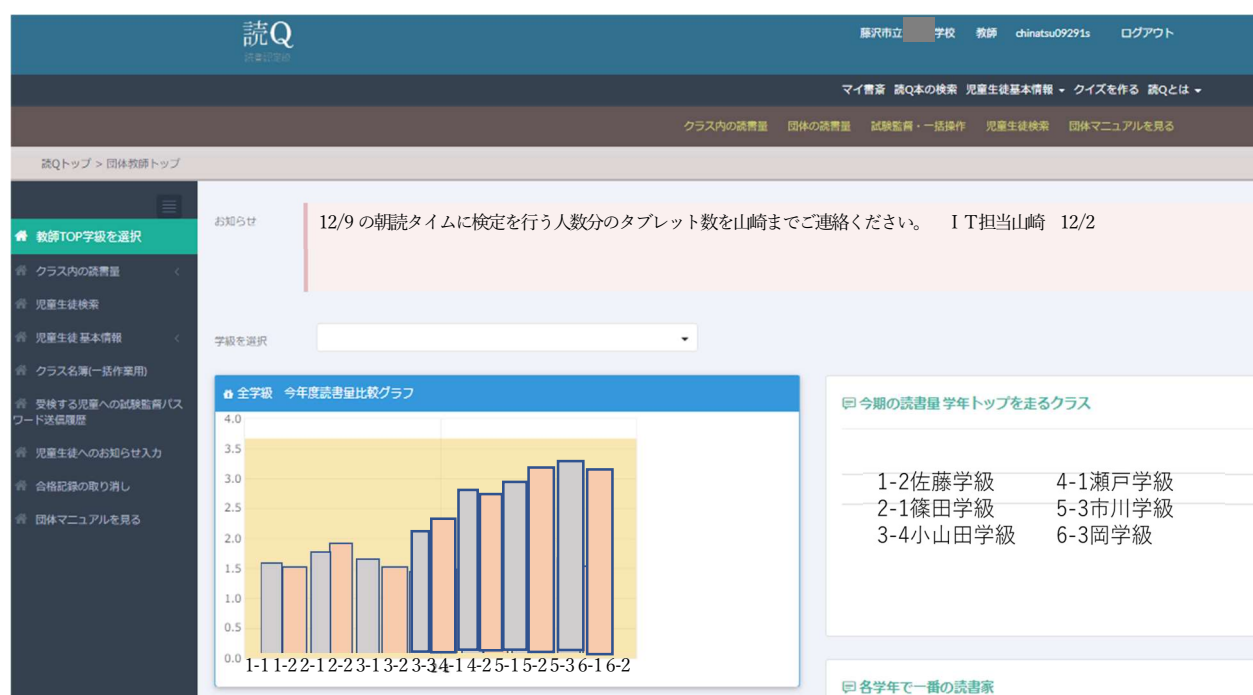 読Q
読書認定級
藤沢市立 学校 教師 chinatsu09291s ログアウト
マイ書斎 読Q本の検索 児童生徒基本情報 クイズを作る 読Qとは
クラス内の読書量 団体の読書量 試験監督・一括操作 児童生徒検索 団体マニュアルを見る
読Qトップ > 団体教師トップ
教師TOP学級を選択
クラス内の読書量
児童生徒検索
児童生徒基本情報
クラス名簿(一括作業用)
受検する児童への試験監督パス
ワード送信履歴
児童生徒へのお知らせ入力
合格記録の取り消し
団体マニュアルを見る
お知らせ
12/9 の朝読タイムに検定を行う人数分のタブレット数を山崎までご連絡ください。 ＩＴ担当山崎 12/2
学級を選択
全学級 今年度読書量比較グラフ
4.0
3.5
3.0
2.5
2.0
1.5
1.0
0.5
0.0
1-1 1-2 2-1 2-2 3-1 3-2 3-3 4-1 4-2 5-1 5-2 5-3 6-1 6-2
今期の読書量 学年トップを走るクラス
1-2佐藤学級 4-1瀬戸学級
2-1篠田学級 5-3市川学級
3-4小山田学級 6-3岡学級
各学年で一番の読書家